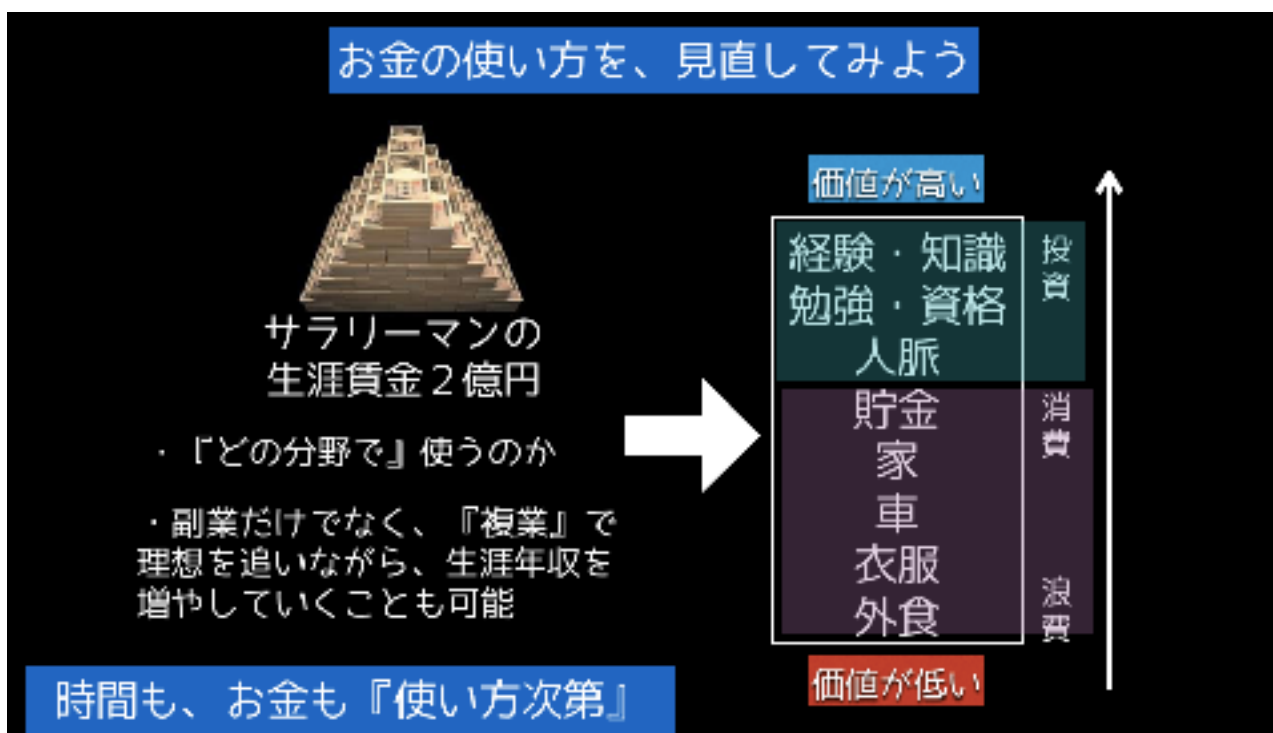 お金の使い方を、見直してみよう
サラリーマンの
生涯賃金２億円
・『どの分野で』使うのか
・副業だけでなく、『複業』で
理想を追いながら、生涯年収を
増やしていくことも可能
時間も、お金も『使い方次第』
価値が高い
経験・知識
勉強・資格
人脈
投資
貯金
家
車
衣服
外食
消費
浪費
価値が低い